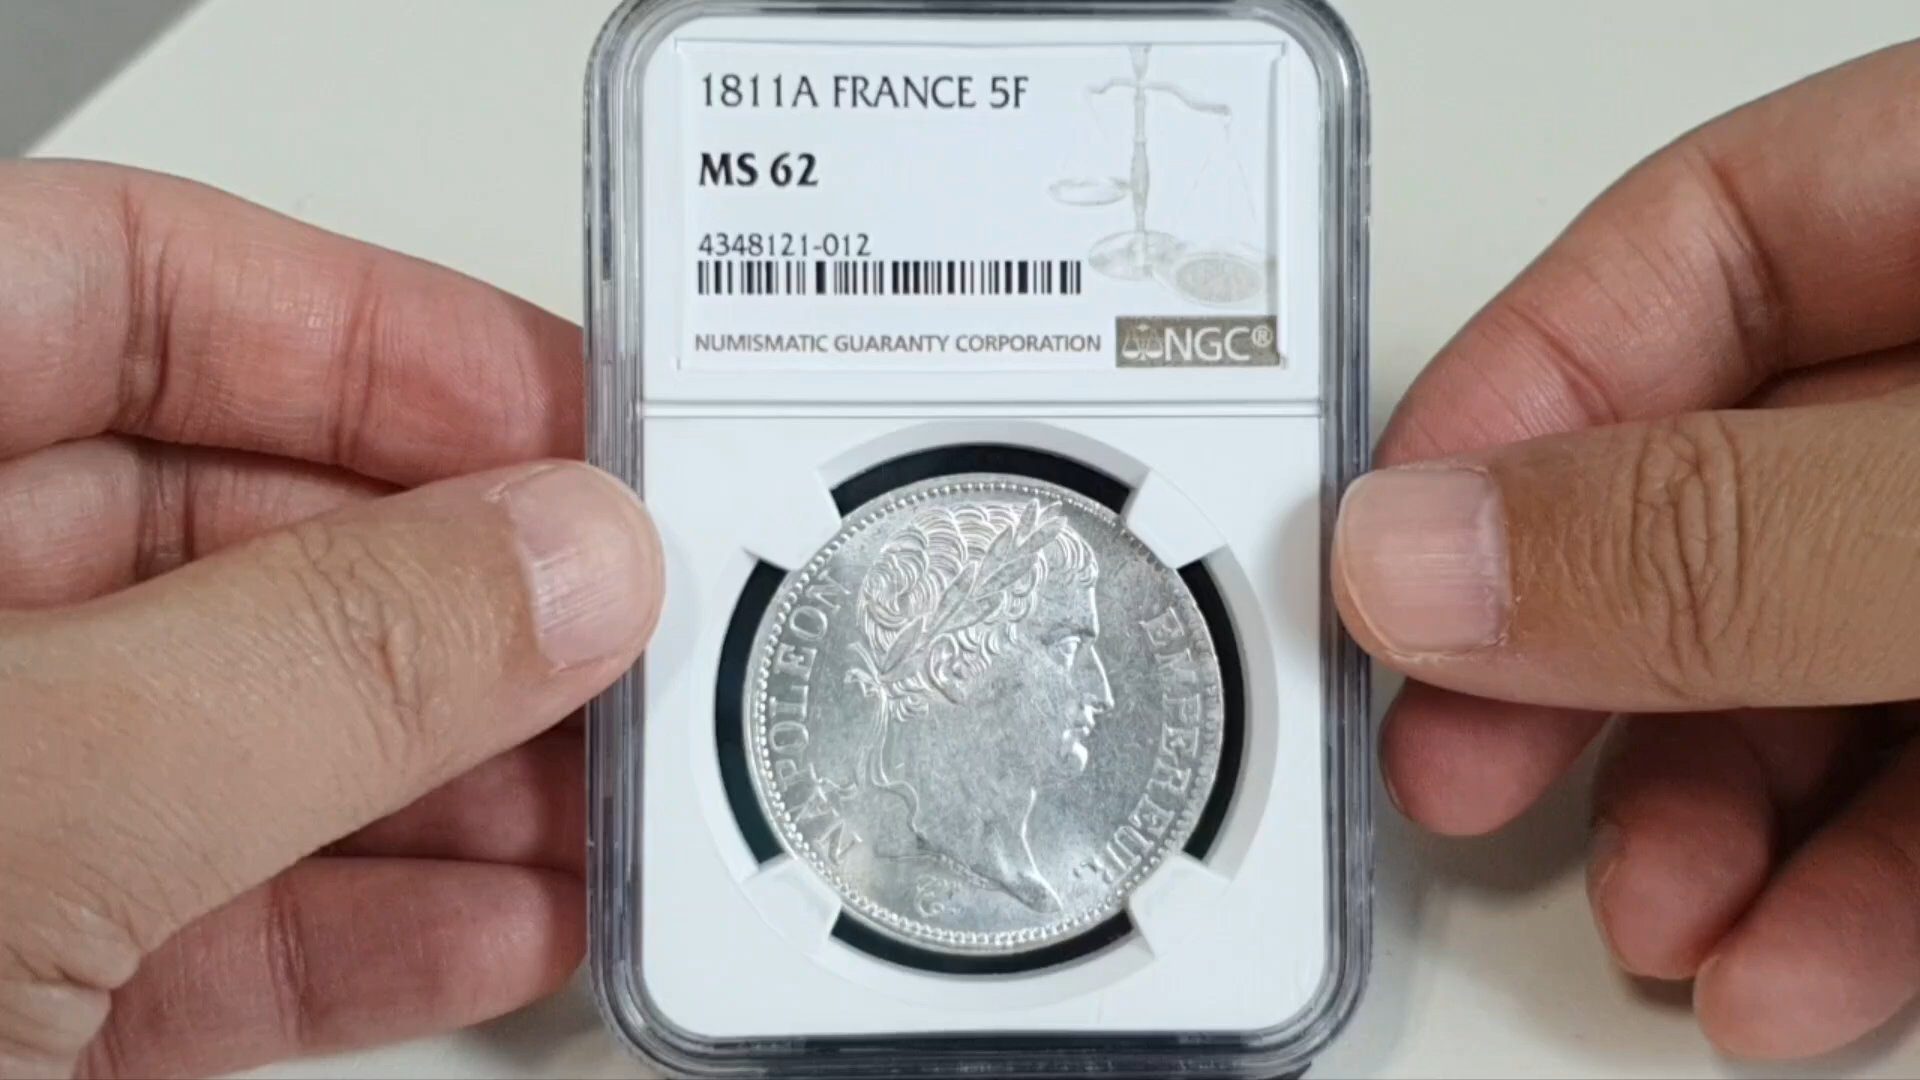 1811A FRANCE 5F
MS 62
4348121-012
NUMISMATIC GUARANTY CORPORATION
NGC®
NAPOLEON
EMPEREUR.